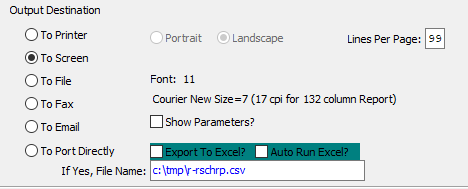 Output Destination
To Printer
Portrait Landscape Lines Per Page: 99
To Screen
To File Font: 11
To Fax Courier New Size=7 (17 cpi for 132 column Report)
To Email Show Parameters?
To Port Directly Export To Excel? Auto Run Excel?
If Yes, File Name: c:\tmp\r-rschrp.csv